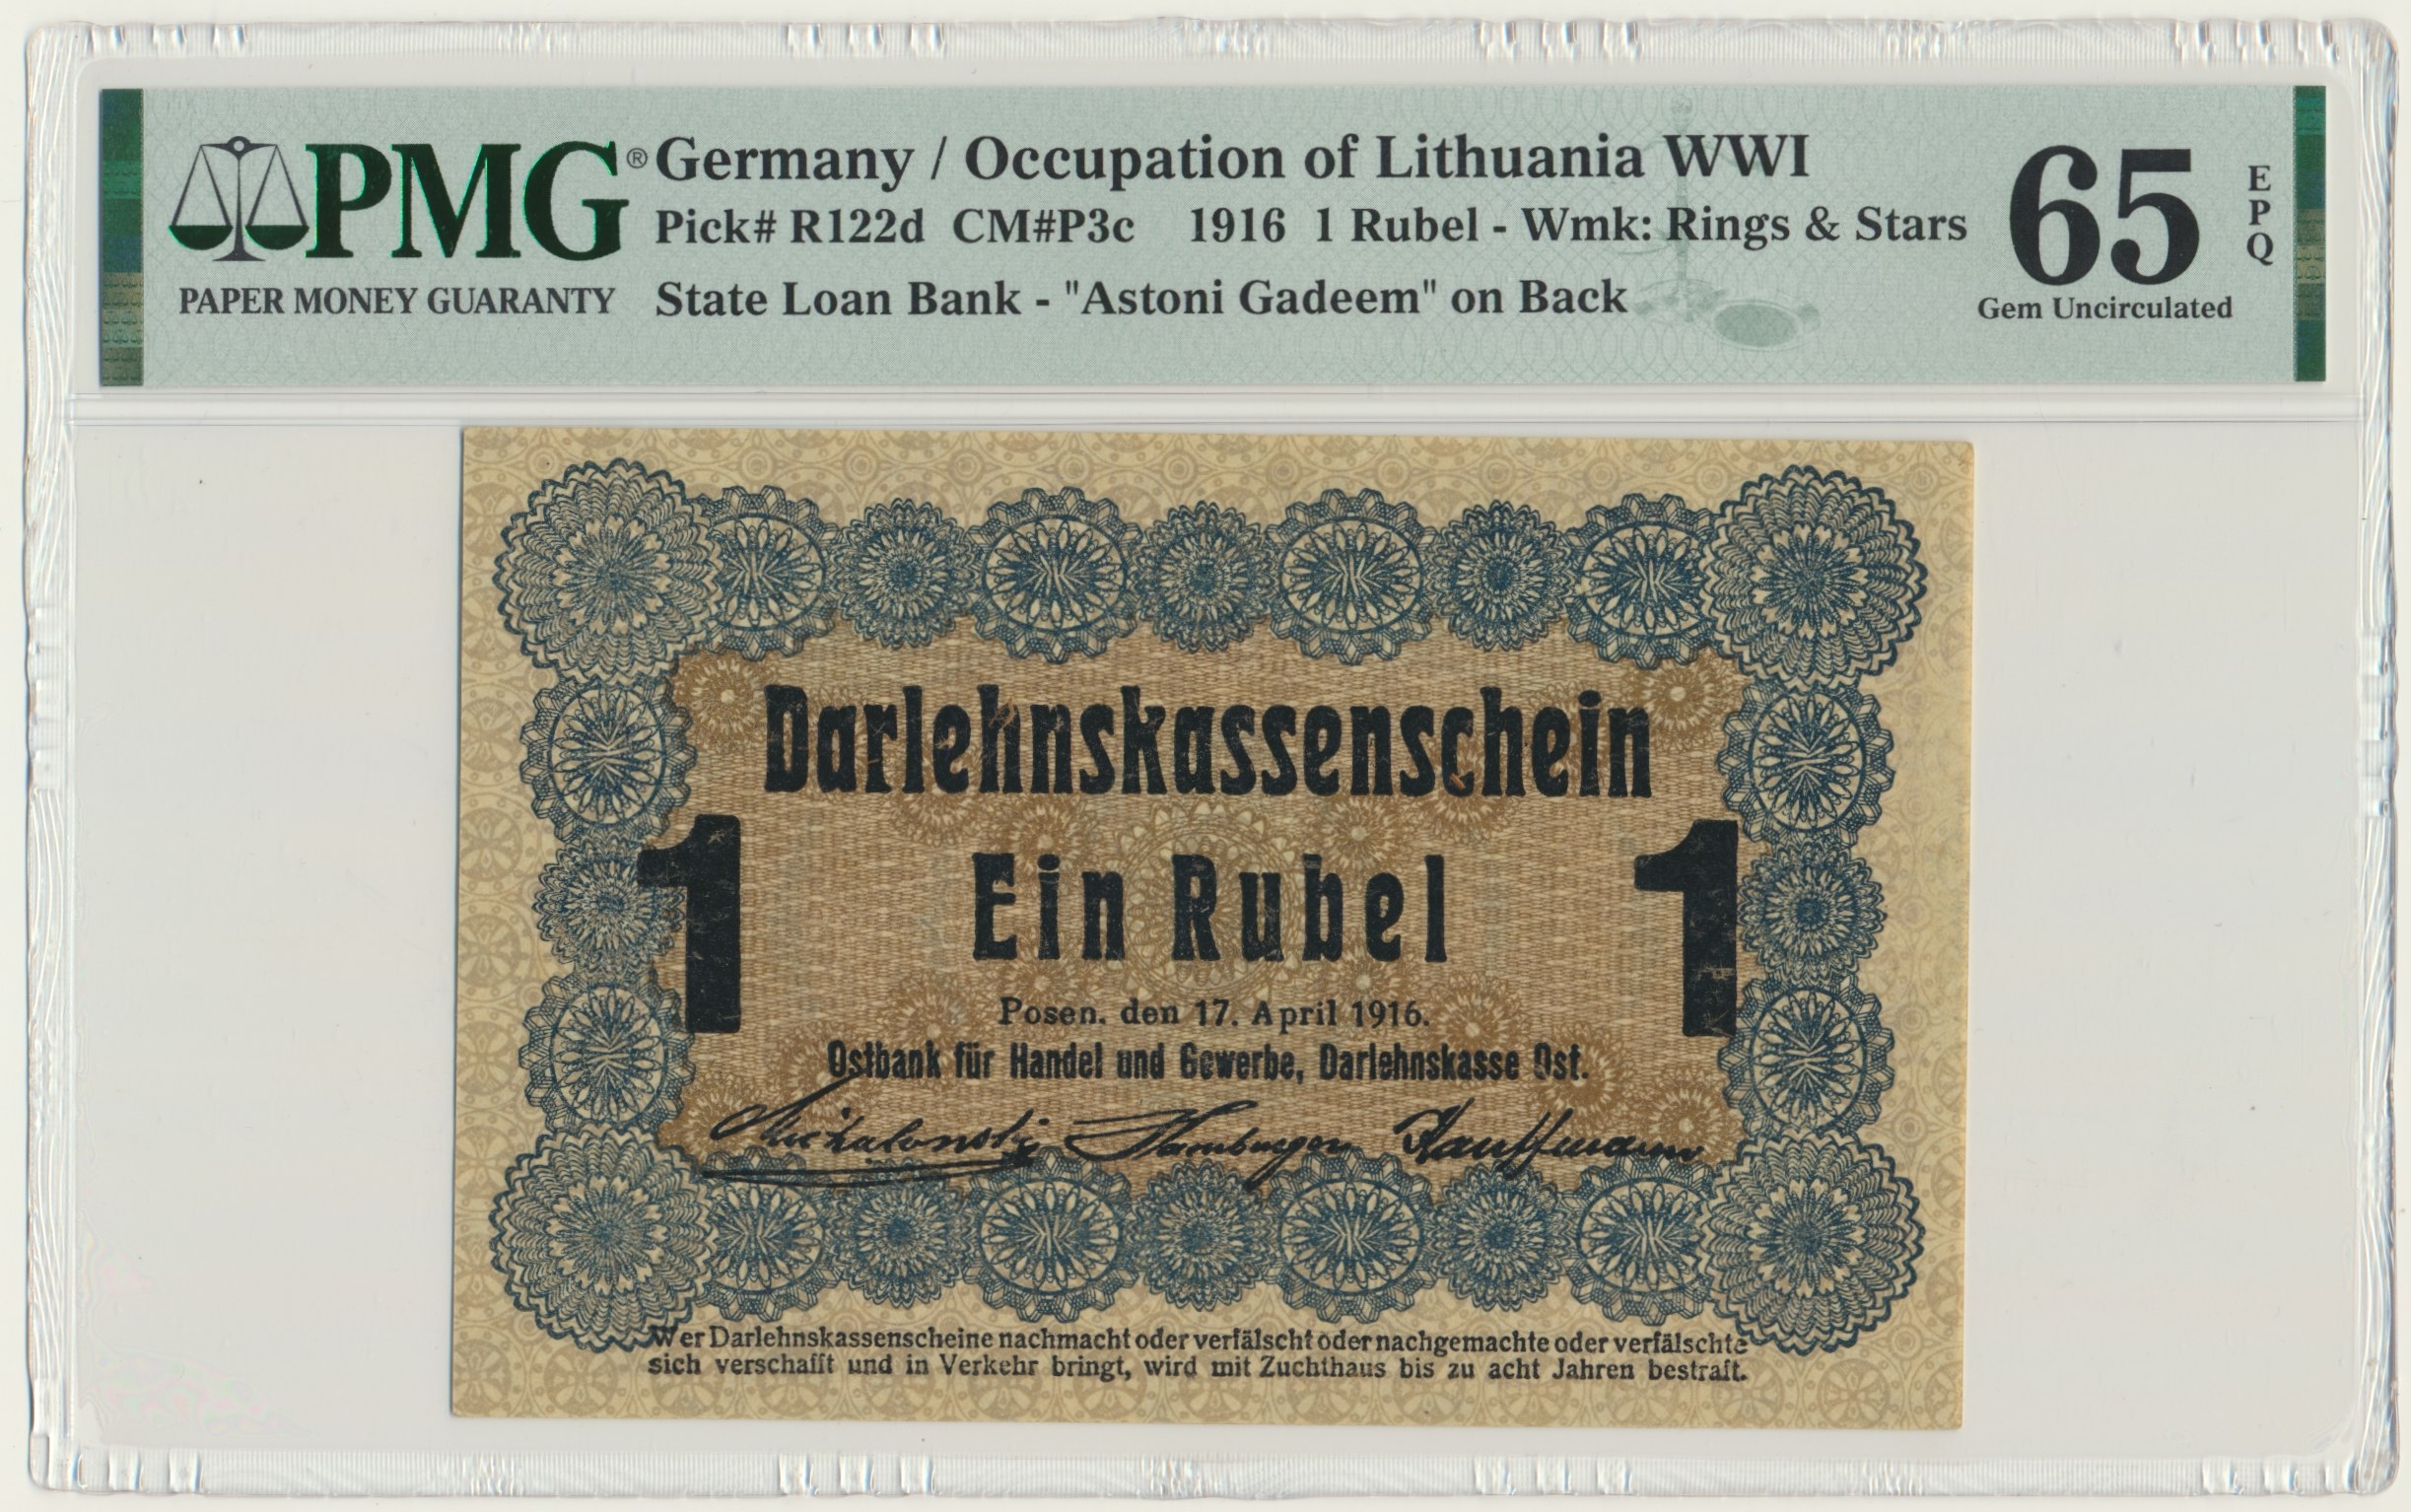 PMG®
PAPER MONEY GUARANTY
Germany / Occupation of Lithuania WWI
Pick# R122d CM#P3c 1916 1 Rubel - Wmk: Rings & Stars
State Loan Bank - "Astoni Gadeem" on Back
65
EPQ
Gem Uncirculated
Darlehnskassenschein
1 Ein Rubel 1
Posen. den 17. April 1916.
Ostbank für Handel und Gewerbe, Darlehnskasse Ost.
Michalowski Hamburger Kauffmann
Wer Darlehnskassenscheine nachmacht oder verfälscht oder nachgemachte oder verfälschte
sich verschafft und in Verkehr bringt, wird mit Zuchthaus bis zu acht Jahren bestraft.